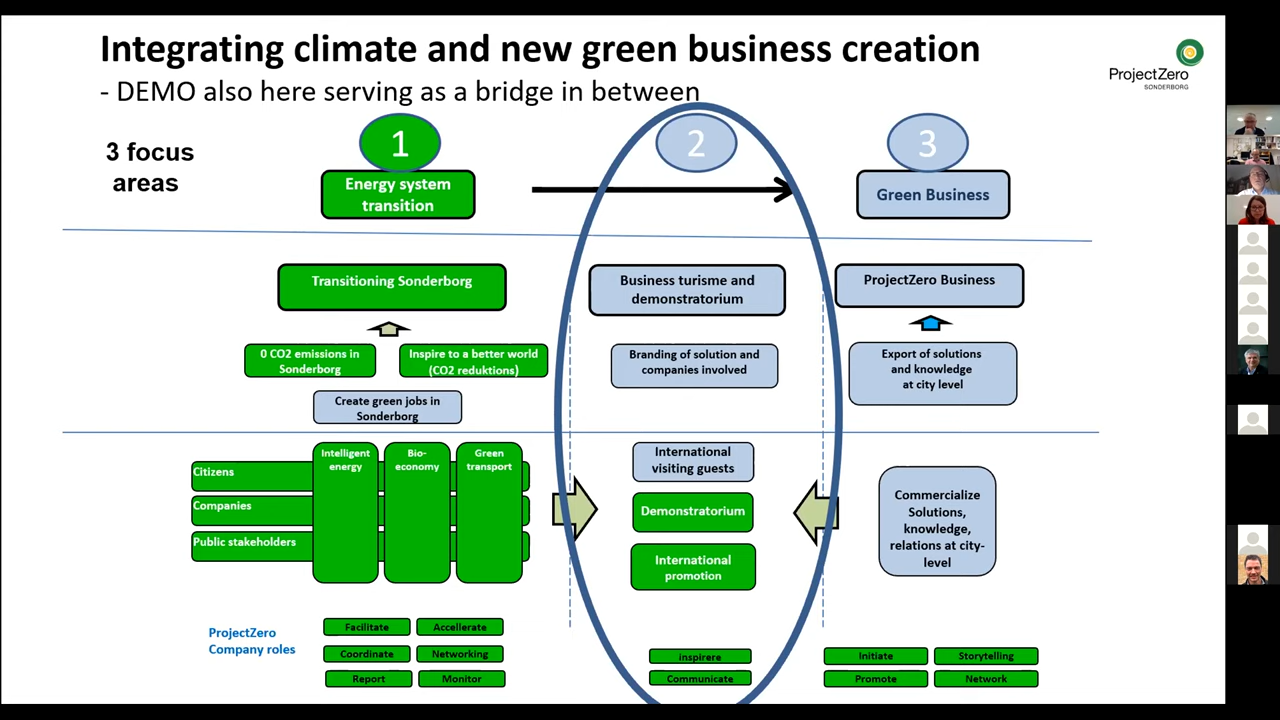 Integrating climate and new green business creation
- DEMO also here serving as a bridge in between
ProjectZero
SONDERBORG
3 focus
areas
1
Energy system
transition
2
3
Green Business
Transitioning Sonderborg
0 CO2 emissions in
Sonderborg
Inspire to a better world
(CO2 reduktions)
Create green jobs in
Sonderborg
Business turisme and
demonstratorium
Branding of solution and
companies involved
ProjectZero Business
Export of solutions
and knowledge
at city level
Citizens
Companies
Public stakeholders
Intelligent
energy
Bio-
economy
Green
transport
International
visiting guests
Demonstratorium
International
promotion
Commercialize
Solutions,
knowledge,
relations at city-
level
ProjectZero
Company roles
Facilitate
Accellerate
Coordinate
Networking
Report
Monitor
inspirere
Communicate
Initiate
Storytelling
Promote
Network